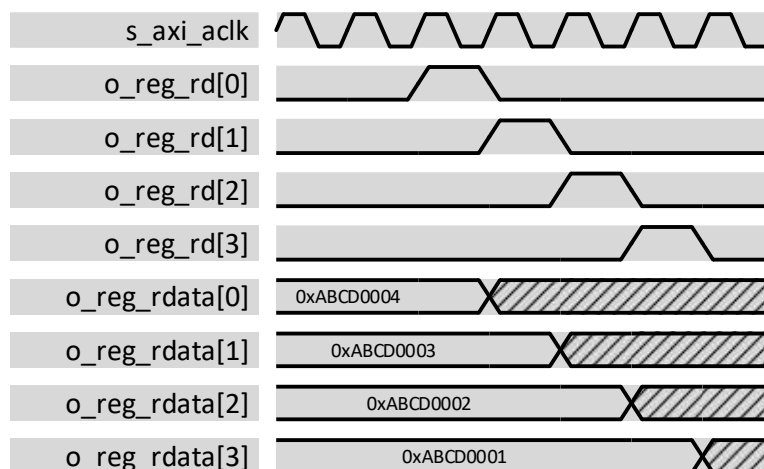 s_axi_aclk
o_reg_rd[0]
o_reg_rd[1]
o_reg_rd[2]
o_reg_rd[3]
o_reg_rdata[0] 0xABCD0004
o_reg_rdata[1] 0xABCD0003
o_reg_rdata[2] 0xABCD0002
o_reg_rdata[3] 0xABCD0001